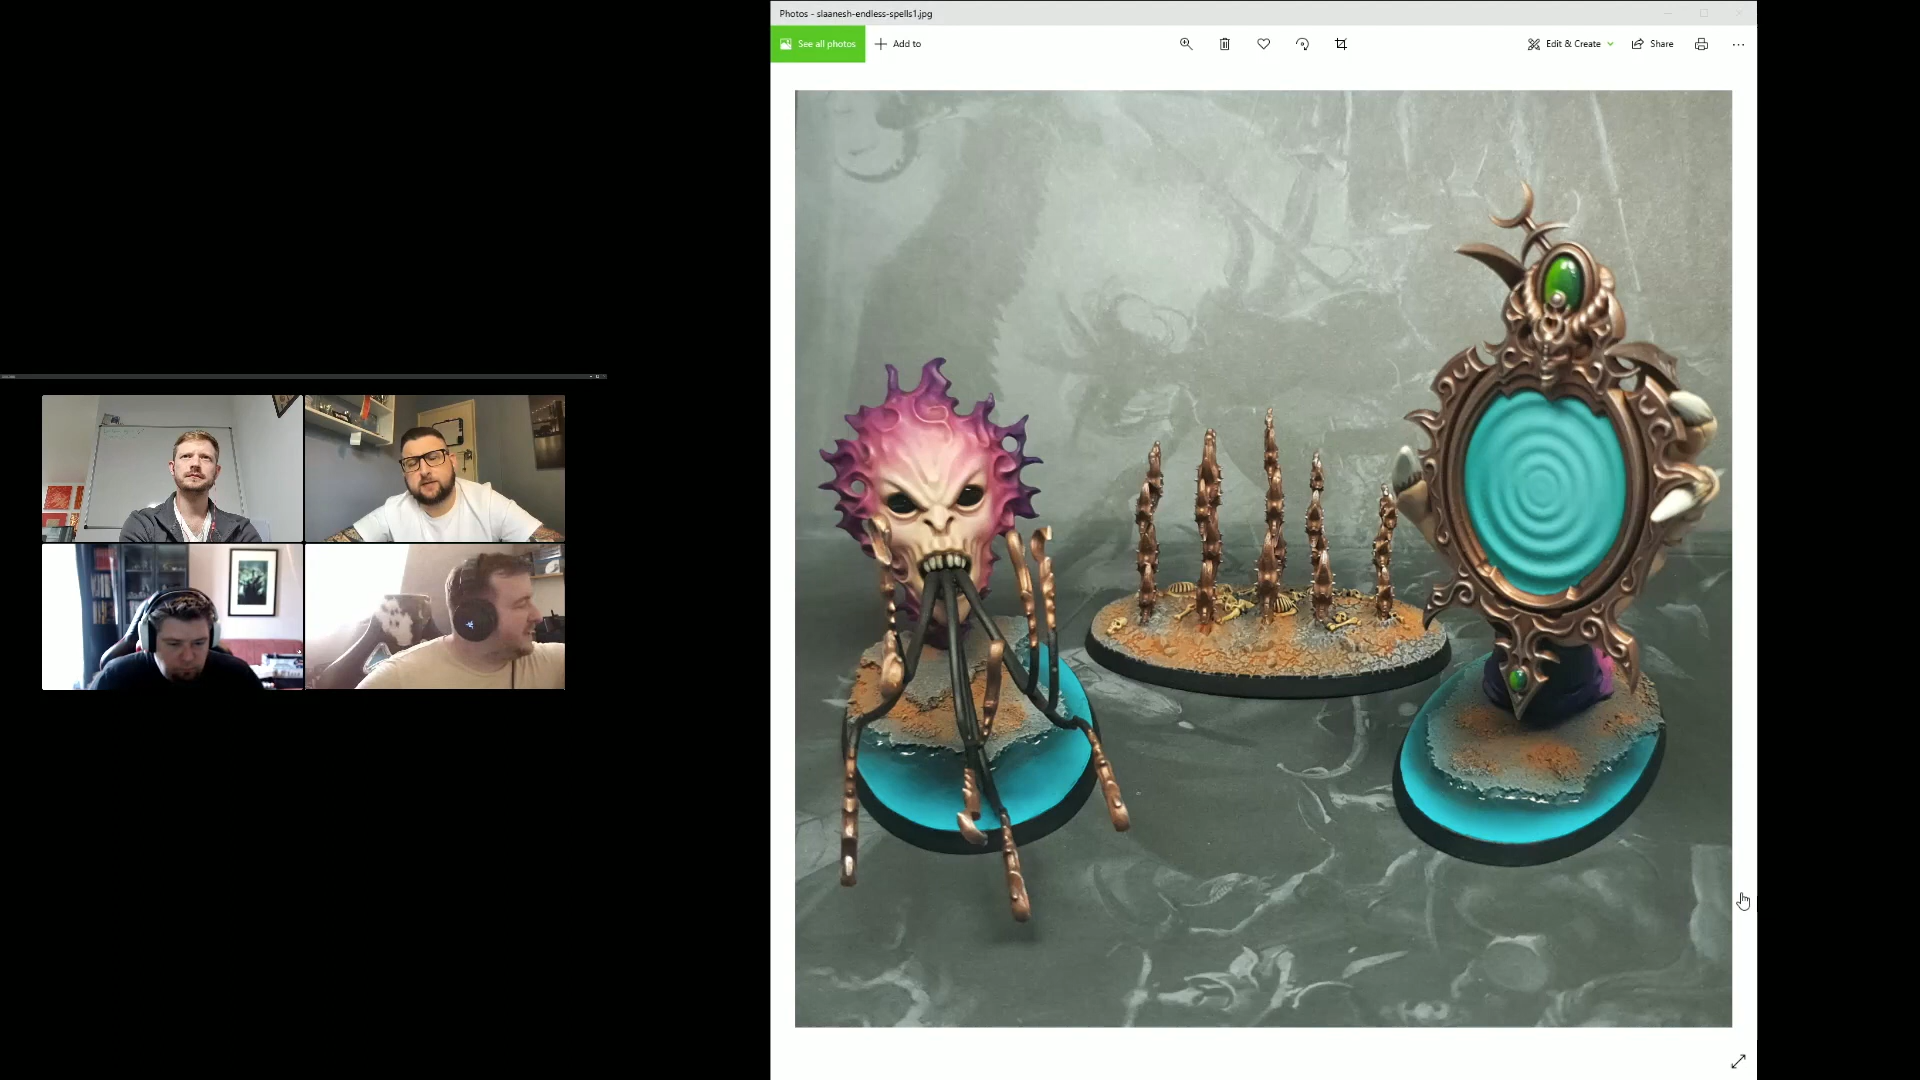 Photos - slaanesh-endless-spells1.jpg
See all photos
Add to
Edit & Create
Share